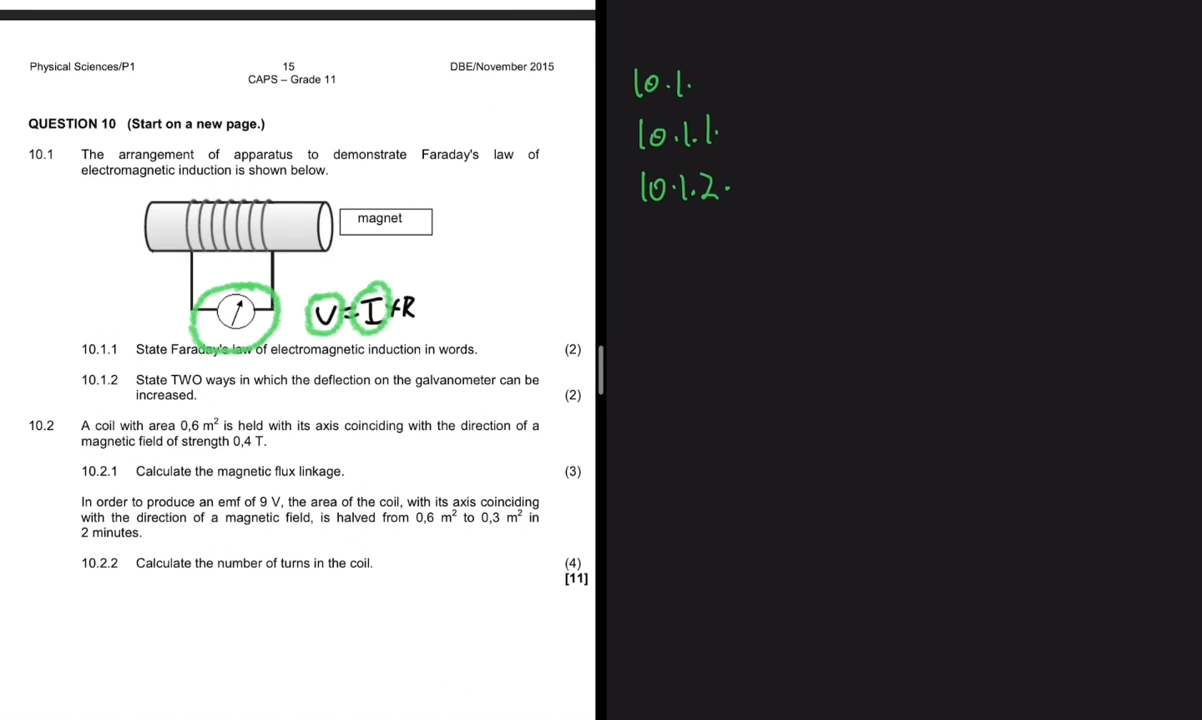 Physical Sciences/P1 15 DBE/November 2015
CAPS – Grade 11
QUESTION 10 (Start on a new page.)
10.1 The arrangement of apparatus to demonstrate Faraday's law of
electromagnetic induction is shown below.
magnet
V = I × R
10.1.1 State Faraday's law of electromagnetic induction in words. (2)
10.1.2 State TWO ways in which the deflection on the galvanometer can be
increased. (2)
10.2 A coil with area 0,6 m² is held with its axis coinciding with the direction of a
magnetic field of strength 0,4 T.
10.2.1 Calculate the magnetic flux linkage. (3)
In order to produce an emf of 9 V, the area of the coil, with its axis coinciding
with the direction of a magnetic field, is halved from 0,6 m² to 0,3 m² in
2 minutes.
10.2.2 Calculate the number of turns in the coil. (4)
[11]
10.1.
10.1.1.
10.1.2.